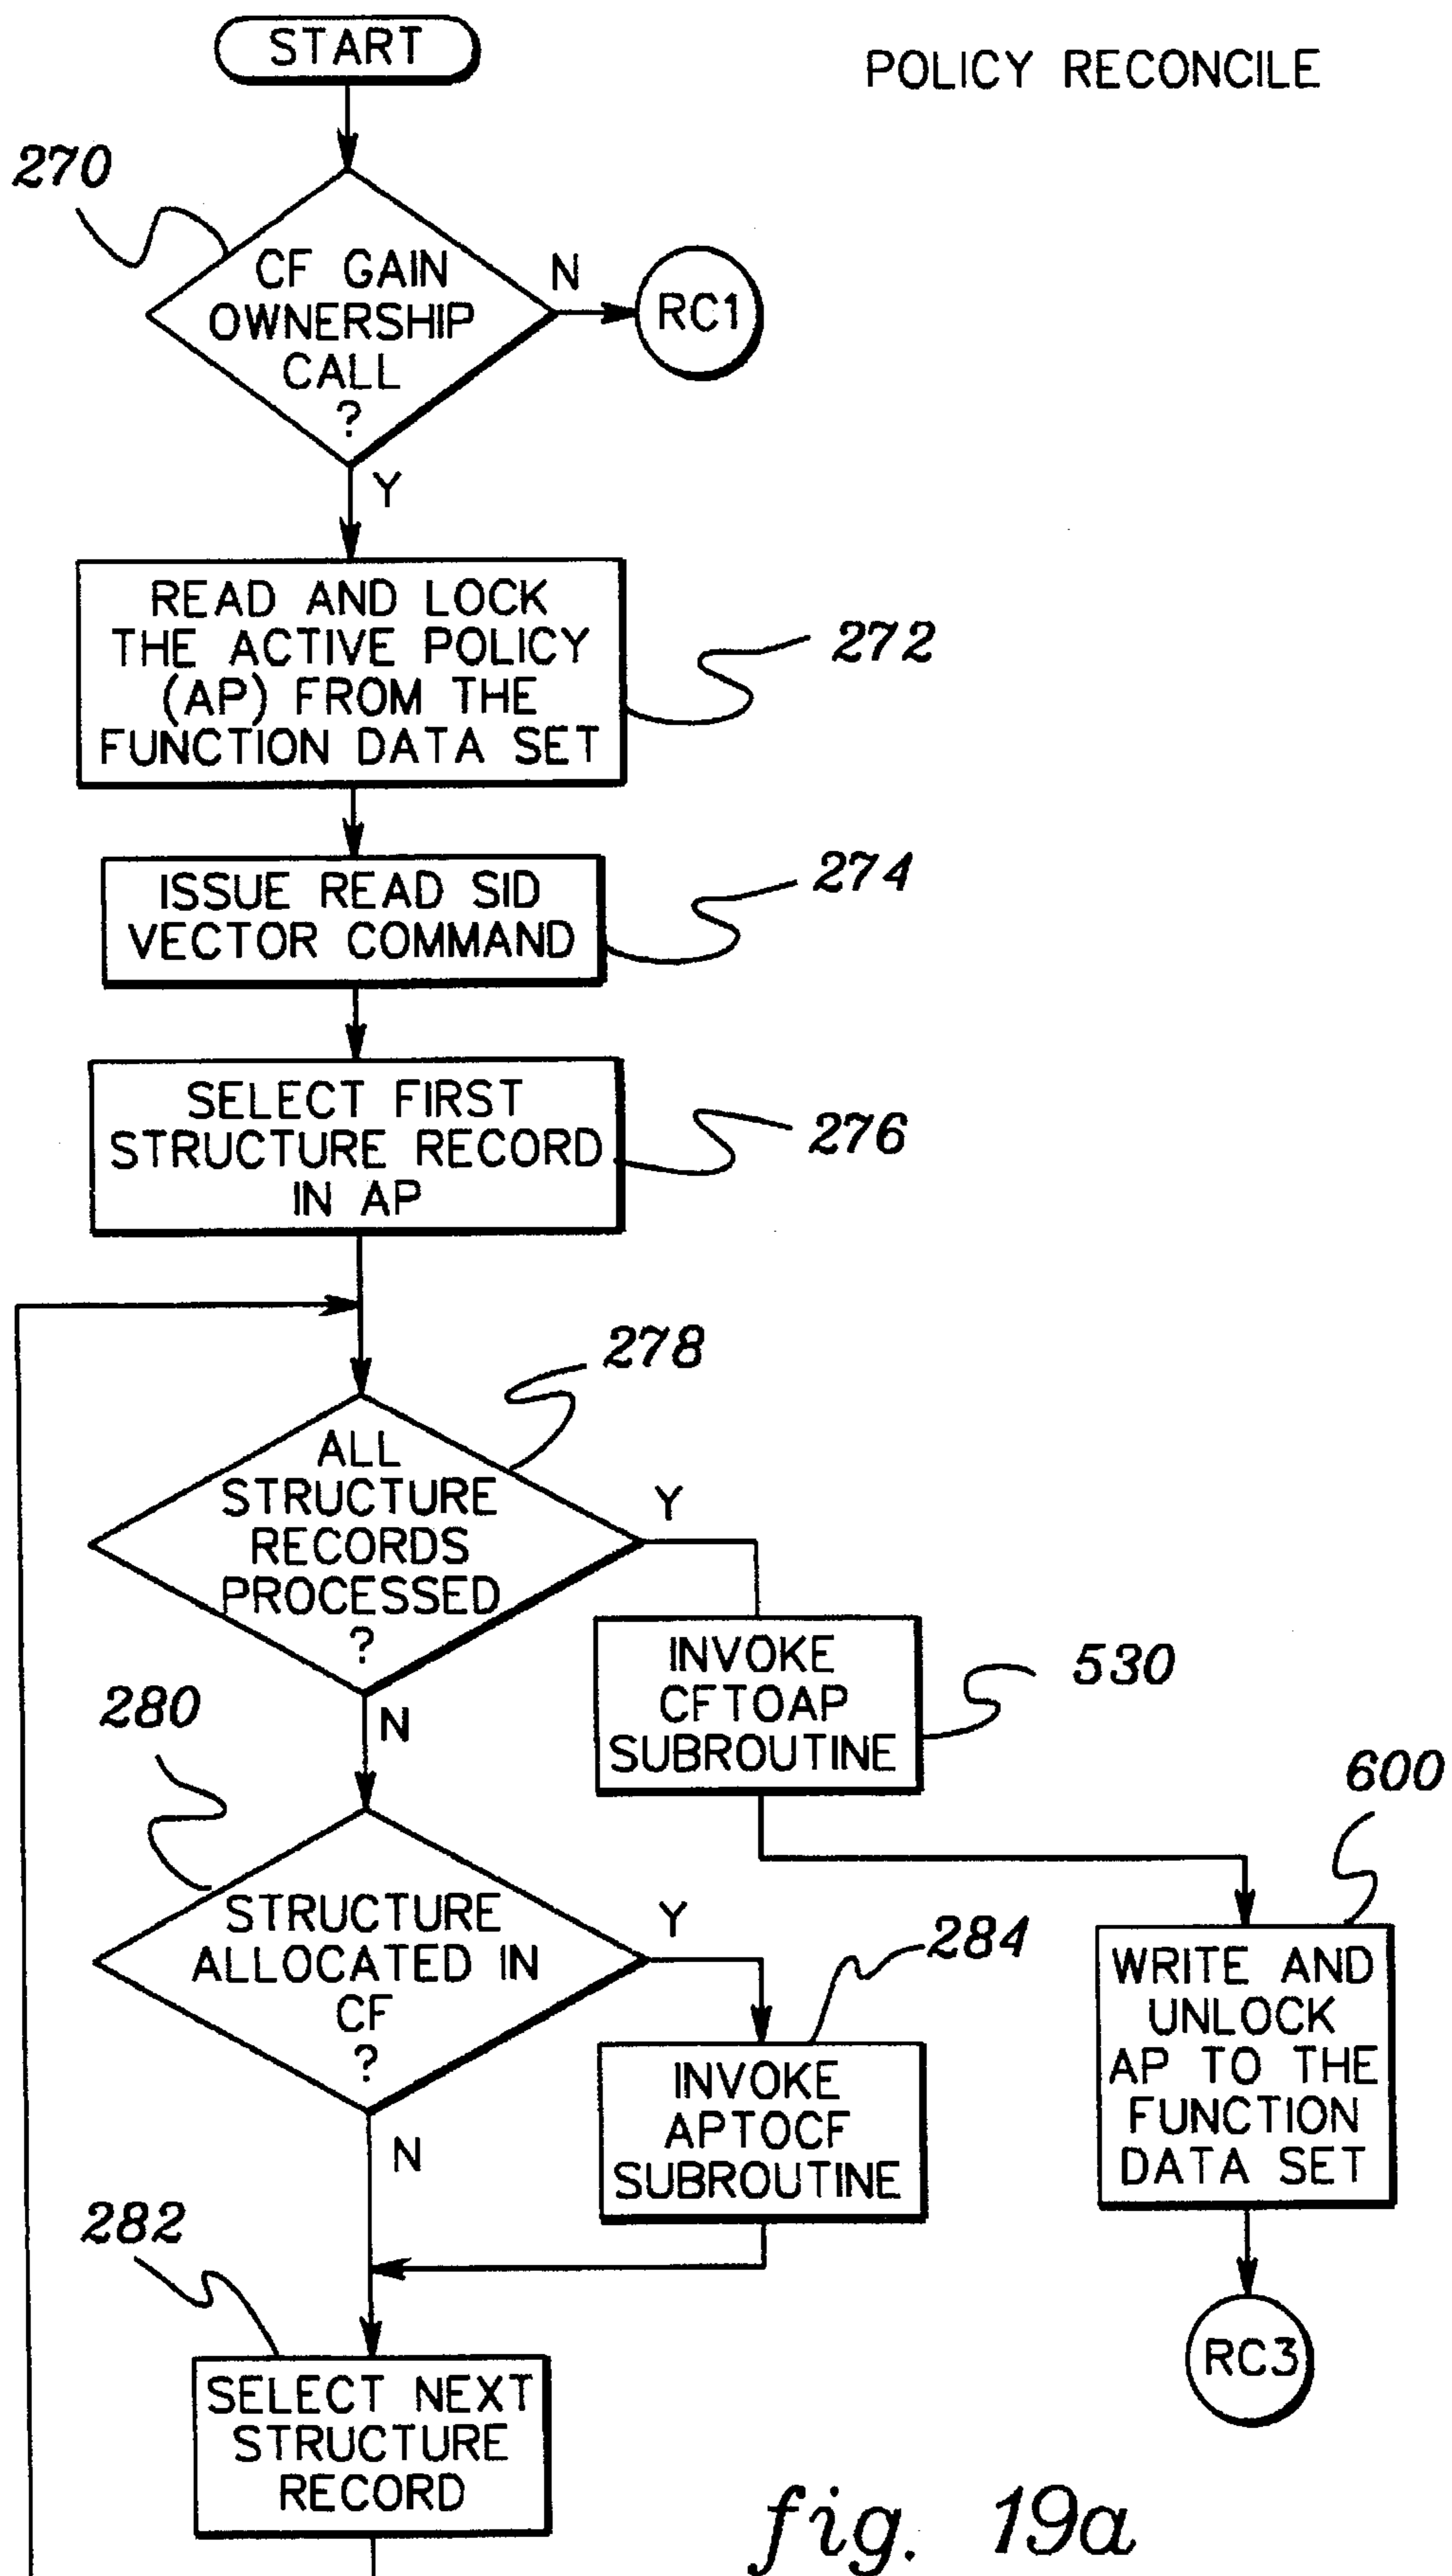 START
POLICY RECONCILE
270
CF GAIN
OWNERSHIP
CALL
?
N
RC1
Y
READ AND LOCK
THE ACTIVE POLICY
(AP) FROM THE
FUNCTION DATA SET
272
ISSUE READ SID
VECTOR COMMAND
274
SELECT FIRST
STRUCTURE RECORD
IN AP
276
278
ALL
STRUCTURE
RECORDS
PROCESSED
?
Y
N
INVOKE
CFTOAP
SUBROUTINE
530
280
STRUCTURE
ALLOCATED IN
CF
?
Y
N
284
INVOKE
APTOCF
SUBROUTINE
600
WRITE AND
UNLOCK
AP TO THE
FUNCTION
DATA SET
RC3
282
SELECT NEXT
STRUCTURE
RECORD
fig. 19a